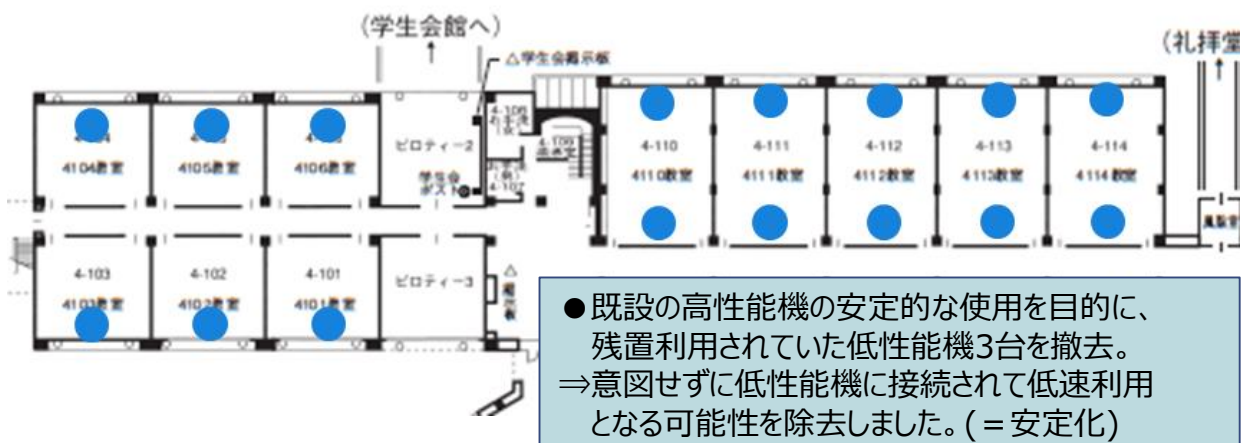 (学生会館へ)
↑
△学生会掲示板
(礼拝堂
↑
4104教室
4105教室
4106教室
ピロティー2
学生会
ポスト
4-110
4110教室
4-111
4111教室
4-112
4112教室
4-113
4113教室
4-114
4114教室
4-103
4103教室
4-102
4102教室
4-101
4101教室
ピロティー3
●既設の高性能機の安定的な使用を目的に、
残置利用されていた低性能機3台を撤去。
⇒意図せずに低性能機に接続されて低速利用
となる可能性を除去しました。(=安定化)